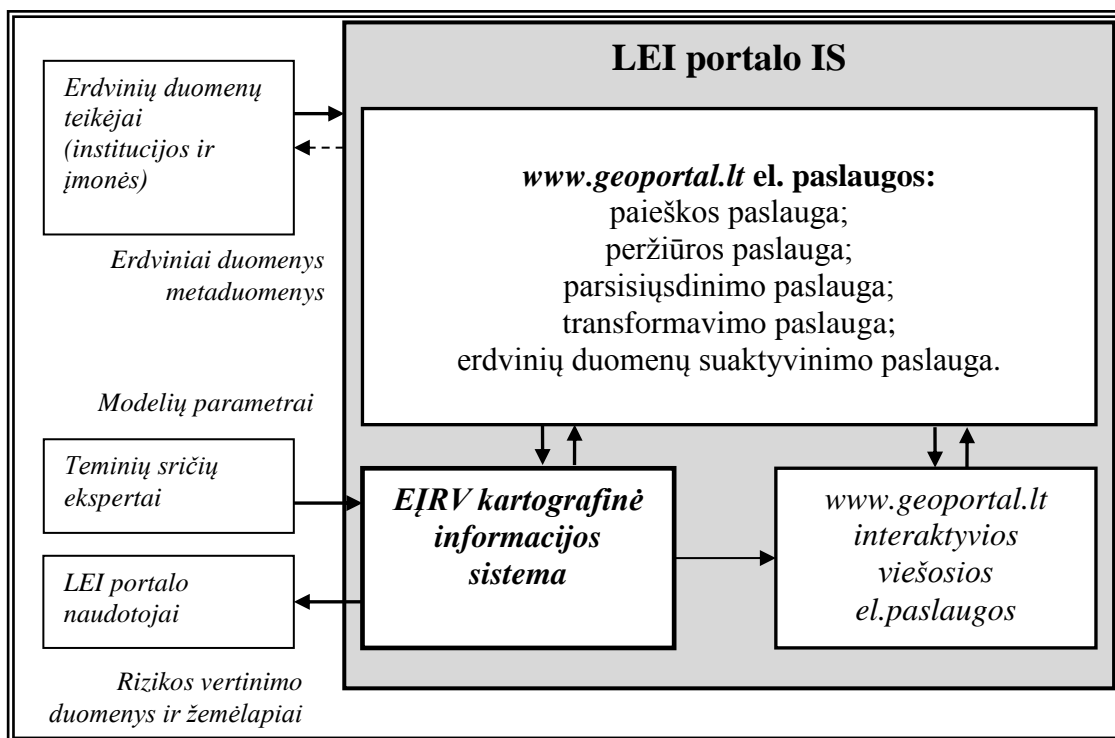 LEI portalo IS
Erdvinių duomenų
teikėjai
(institucijos ir
įmonės)
Erdviniai duomenys
metaduomenys
www.geoportal.lt el. paslaugos:
paieškos paslauga;
peržiūros paslauga;
parsisiųsdinimo paslauga;
transformavimo paslauga;
erdvinių duomenų suaktyvinimo paslauga.
Modelių parametrai
Teminių sričių
ekspertai
LEI portalo
naudotojai
Rizikos vertinimo
duomenys ir žemėlapiai
EĮRV kartografinė
informacijos
sistema
www.geoportal.lt
interaktyvios
viešosios
el.paslaugos